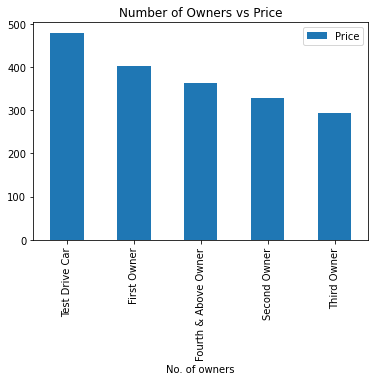 Number of Owners vs Price
Price
500
400
300
200
100
0
Test Drive Car
First Owner
Fourth & Above Owner
Second Owner
Third Owner
No. of owners